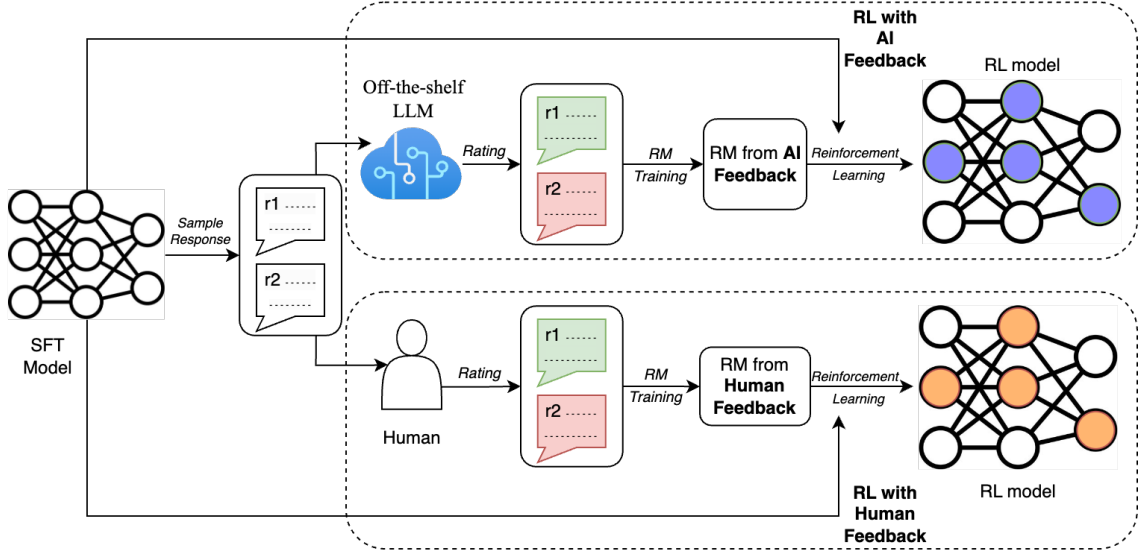 RL with
AI
Feedback
RL model
Off-the-shelf
LLM
r1 ......
Rating
RM
Training
RM from AI
Feedback
Reinforcement
Learning
r2 ......
Sample
Response
r1
r2
SFT
Model
r1 ......
Rating
RM
Training
RM from
Human
Feedback
Reinforcement
Learning
r2 ......
Human
RL with
Human
Feedback
RL model